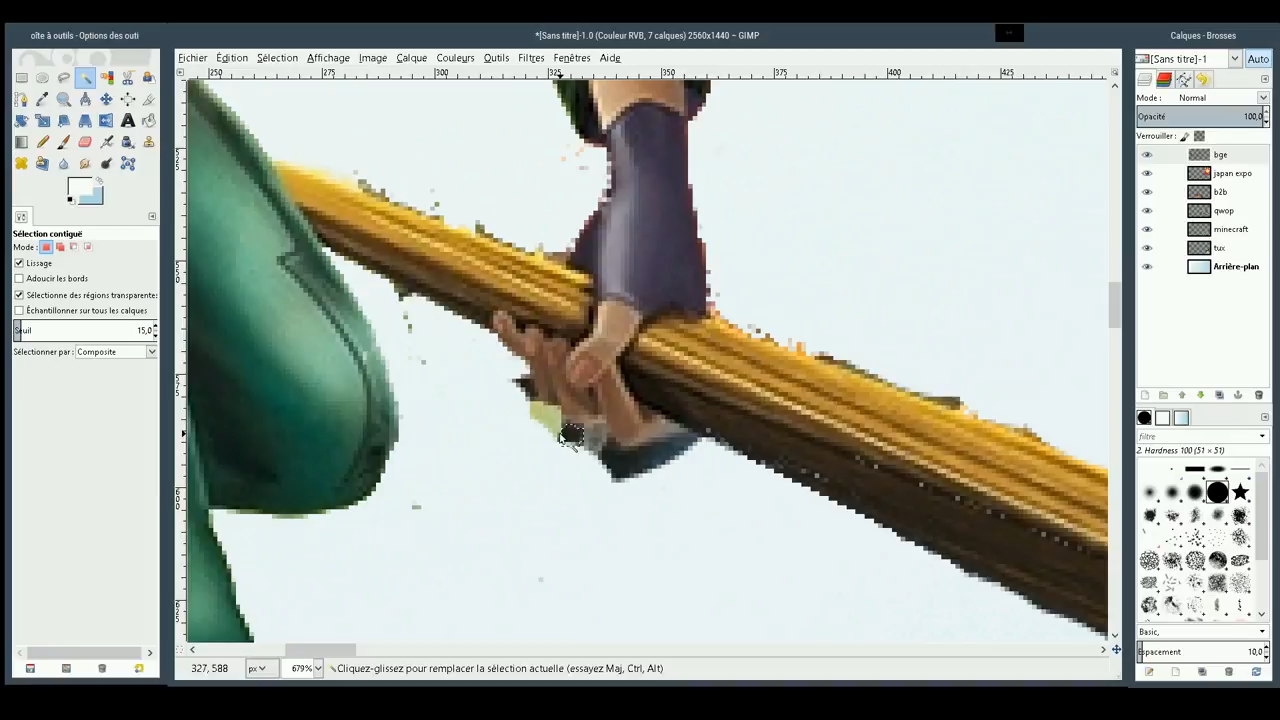 oîte à outils - Options des outi
*[Sans titre]-1.0 (Couleur RVB, 7 calques) 2560x1440 – GIMP
Calques - Brosses
Fichier Édition Sélection Affichage Image Calque Couleurs Outils Filtres Fenêtres Aide
[Sans titre]-1 Auto
250 300 325 350 375 400 425
Mode : Normal
Opacité 100,0
Verrouiller :
bge
japan expo
b2b
qwop
minecraft
tux
Arrière-plan
Sélection contiguë
Mode :
Lissage
Adoucir les bords
Sélectionne des régions transparente:
Échantillonner sur tous les calques
Seuil 15,0
Sélectionner par : Composite
filtre
2. Hardness 100 (51 × 51)
Basic,
Espacement 10,0
327, 588 px 679% Cliquez-glissez pour remplacer la sélection actuelle (essayez Maj, Ctrl, Alt)